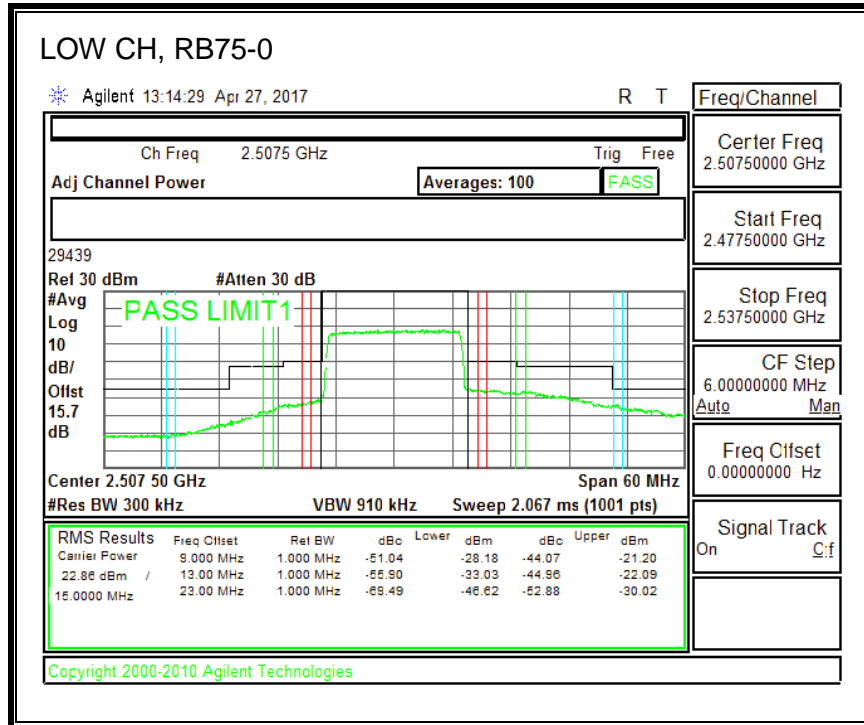 LOW CH, RB75-0
Agilent 13:14:29 Apr 27, 2017 R T
Ch Freq 2.5075 GHz Trig Free
Adj Channel Power Averages: 100 PASS
29439
Ref 30 dBm #Atten 30 dB
#Avg
Log
10
dB/
Offst
15.7
dB
PASS LIMIT1
Center 2.507 50 GHz Span 60 MHz
#Res BW 300 kHz VBW 910 kHz Sweep 2.067 ms (1001 pts)
RMS Results Freq Offset Ref BW dBc Lower dBm dBc Upper dBm
Carrier Power 9.000 MHz 1.000 MHz -51.04 -28.18 -44.07 -21.20
22.86 dBm / 13.00 MHz 1.000 MHz -55.90 -33.03 -44.96 -22.09
15.0000 MHz 23.00 MHz 1.000 MHz -69.49 -46.62 -52.88 -30.02
Copyright 2000-2010 Agilent Technologies
Freq/Channel
Center Freq
2.50750000 GHz
Start Freq
2.47750000 GHz
Stop Freq
2.53750000 GHz
CF Step
6.00000000 MHz
Auto Man
Freq Offset
0.00000000 Hz
Signal Track
On Off